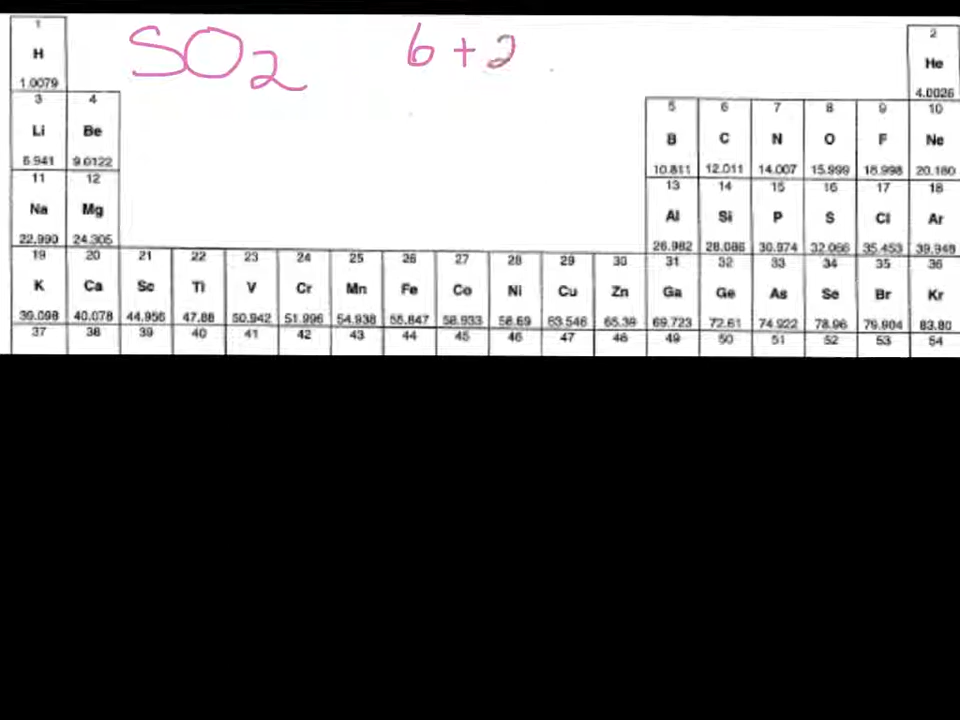 1 SO2 6+2 2
H He
1.0079 4.0026
3 4 5 6 7 8 9 10
Li Be B C N O F Ne
6.941 9.0122 10.811 12.011 14.007 15.999 18.998 20.180
11 12 13 14 15 16 17 18
Na Mg Al Si P S Cl Ar
22.990 24.305 26.982 28.086 30.974 32.066 35.453 39.948
19 20 21 22 23 24 25 26 27 28 29 30 31 32 33 34 35 36
K Ca Sc Ti V Cr Mn Fe Co Ni Cu Zn Ga Ge As Se Br Kr
39.098 40.078 44.956 47.88 50.942 51.996 54.938 55.847 58.933 58.69 63.546 65.39 69.723 72.61 74.922 78.96 79.904 83.80
37 38 39 40 41 42 43 44 45 46 47 48 49 50 51 52 53 54